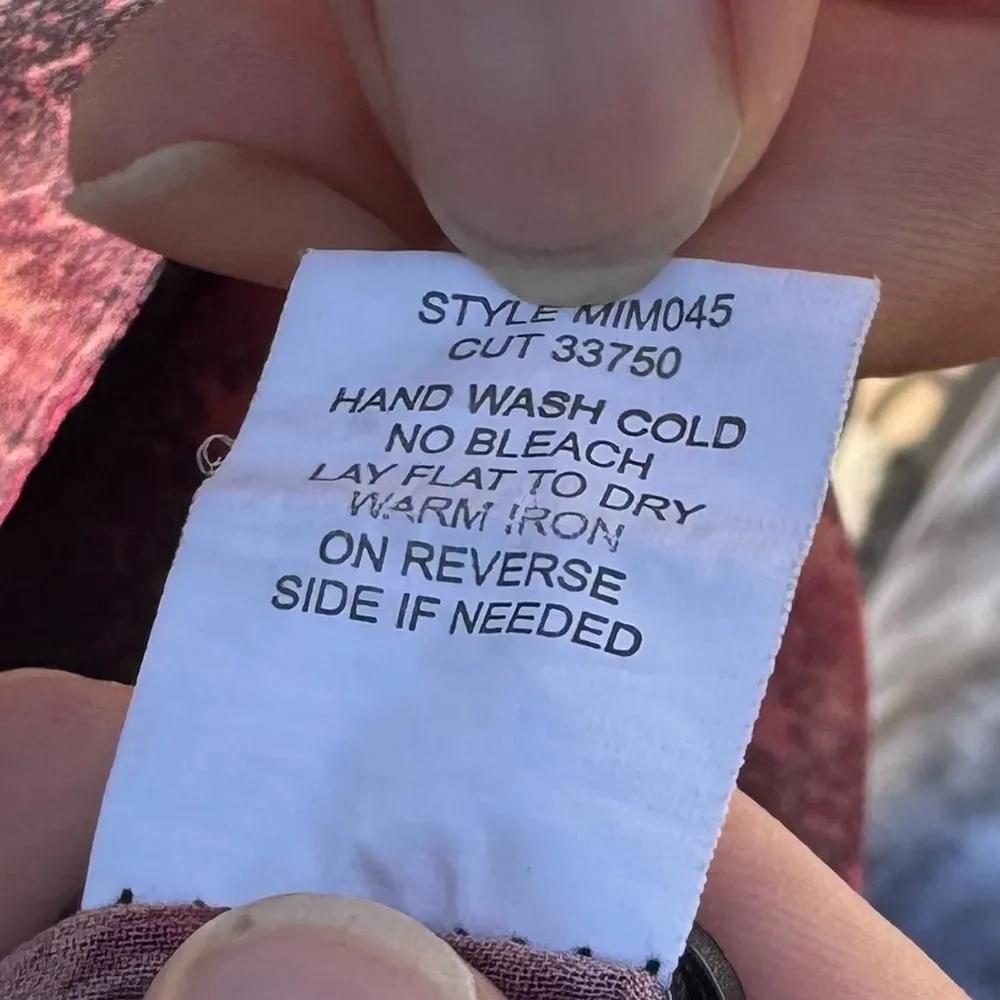 STYLE MIM045
CUT 33750
HAND WASH COLD
NO BLEACH
LAY FLAT TO DRY
WARM IRON
ON REVERSE
SIDE IF NEEDED